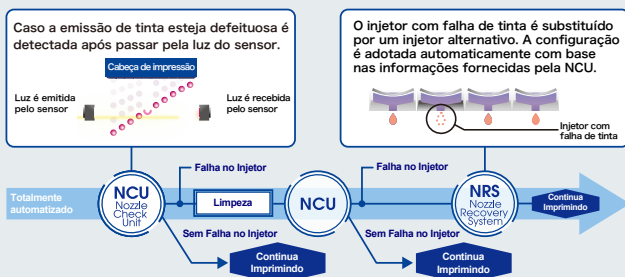 Caso a emissão de tinta esteja defeituosa é
detectada após passar pela luz do sensor.
Cabeça de impressão
Luz é emitida
pelo sensor
Luz é recebida
pelo sensor
O injetor com falha de tinta é substituído
por um injetor alternativo. A configuração
é adotada automaticamente com base
nas informações fornecidas pela NCU.
Injetor com
falha de tinta
Totalmente
automatizado
NCU
Nozzle
Check
Unit
Falha no Injetor
Limpeza
Sem Falha no Injetor
Continua
Imprimindo
NCU
Falha no Injetor
Sem Falha no Injetor
Continua
Imprimindo
NRS
Nozzle
Recovery
System
Continua
Imprimindo